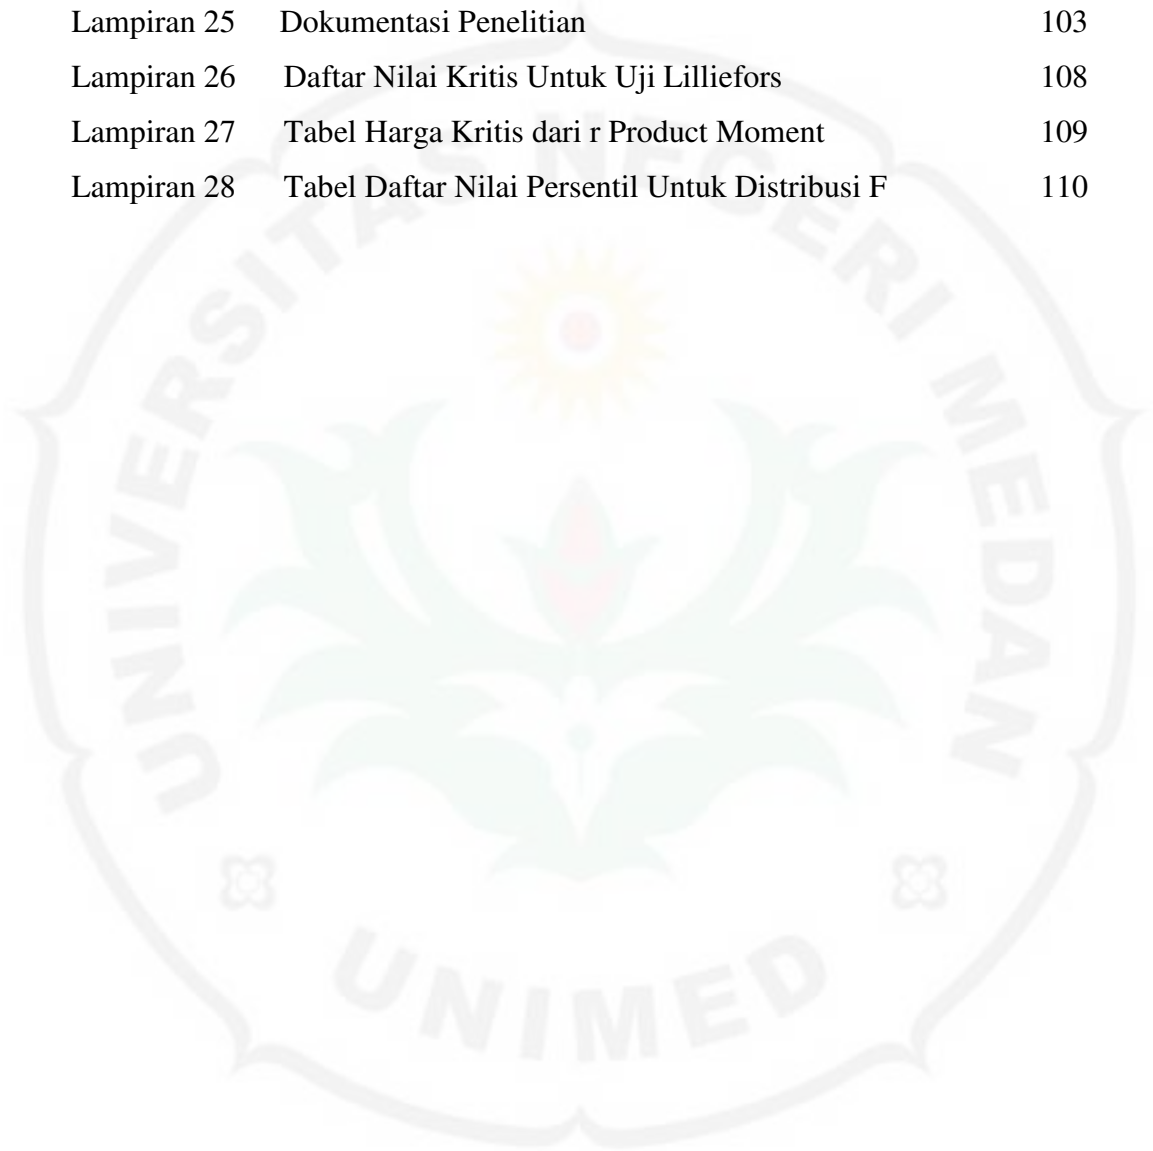 Lampiran 25 Dokumentasi Penelitian 103
Lampiran 26 Daftar Nilai Kritis Untuk Uji Lilliefors 108
Lampiran 27 Tabel Harga Kritis dari r Product Moment 109
Lampiran 28 Tabel Daftar Nilai Persentil Untuk Distribusi F 110
UNIVERSITAS NEGERI MEDAN
UNIMED